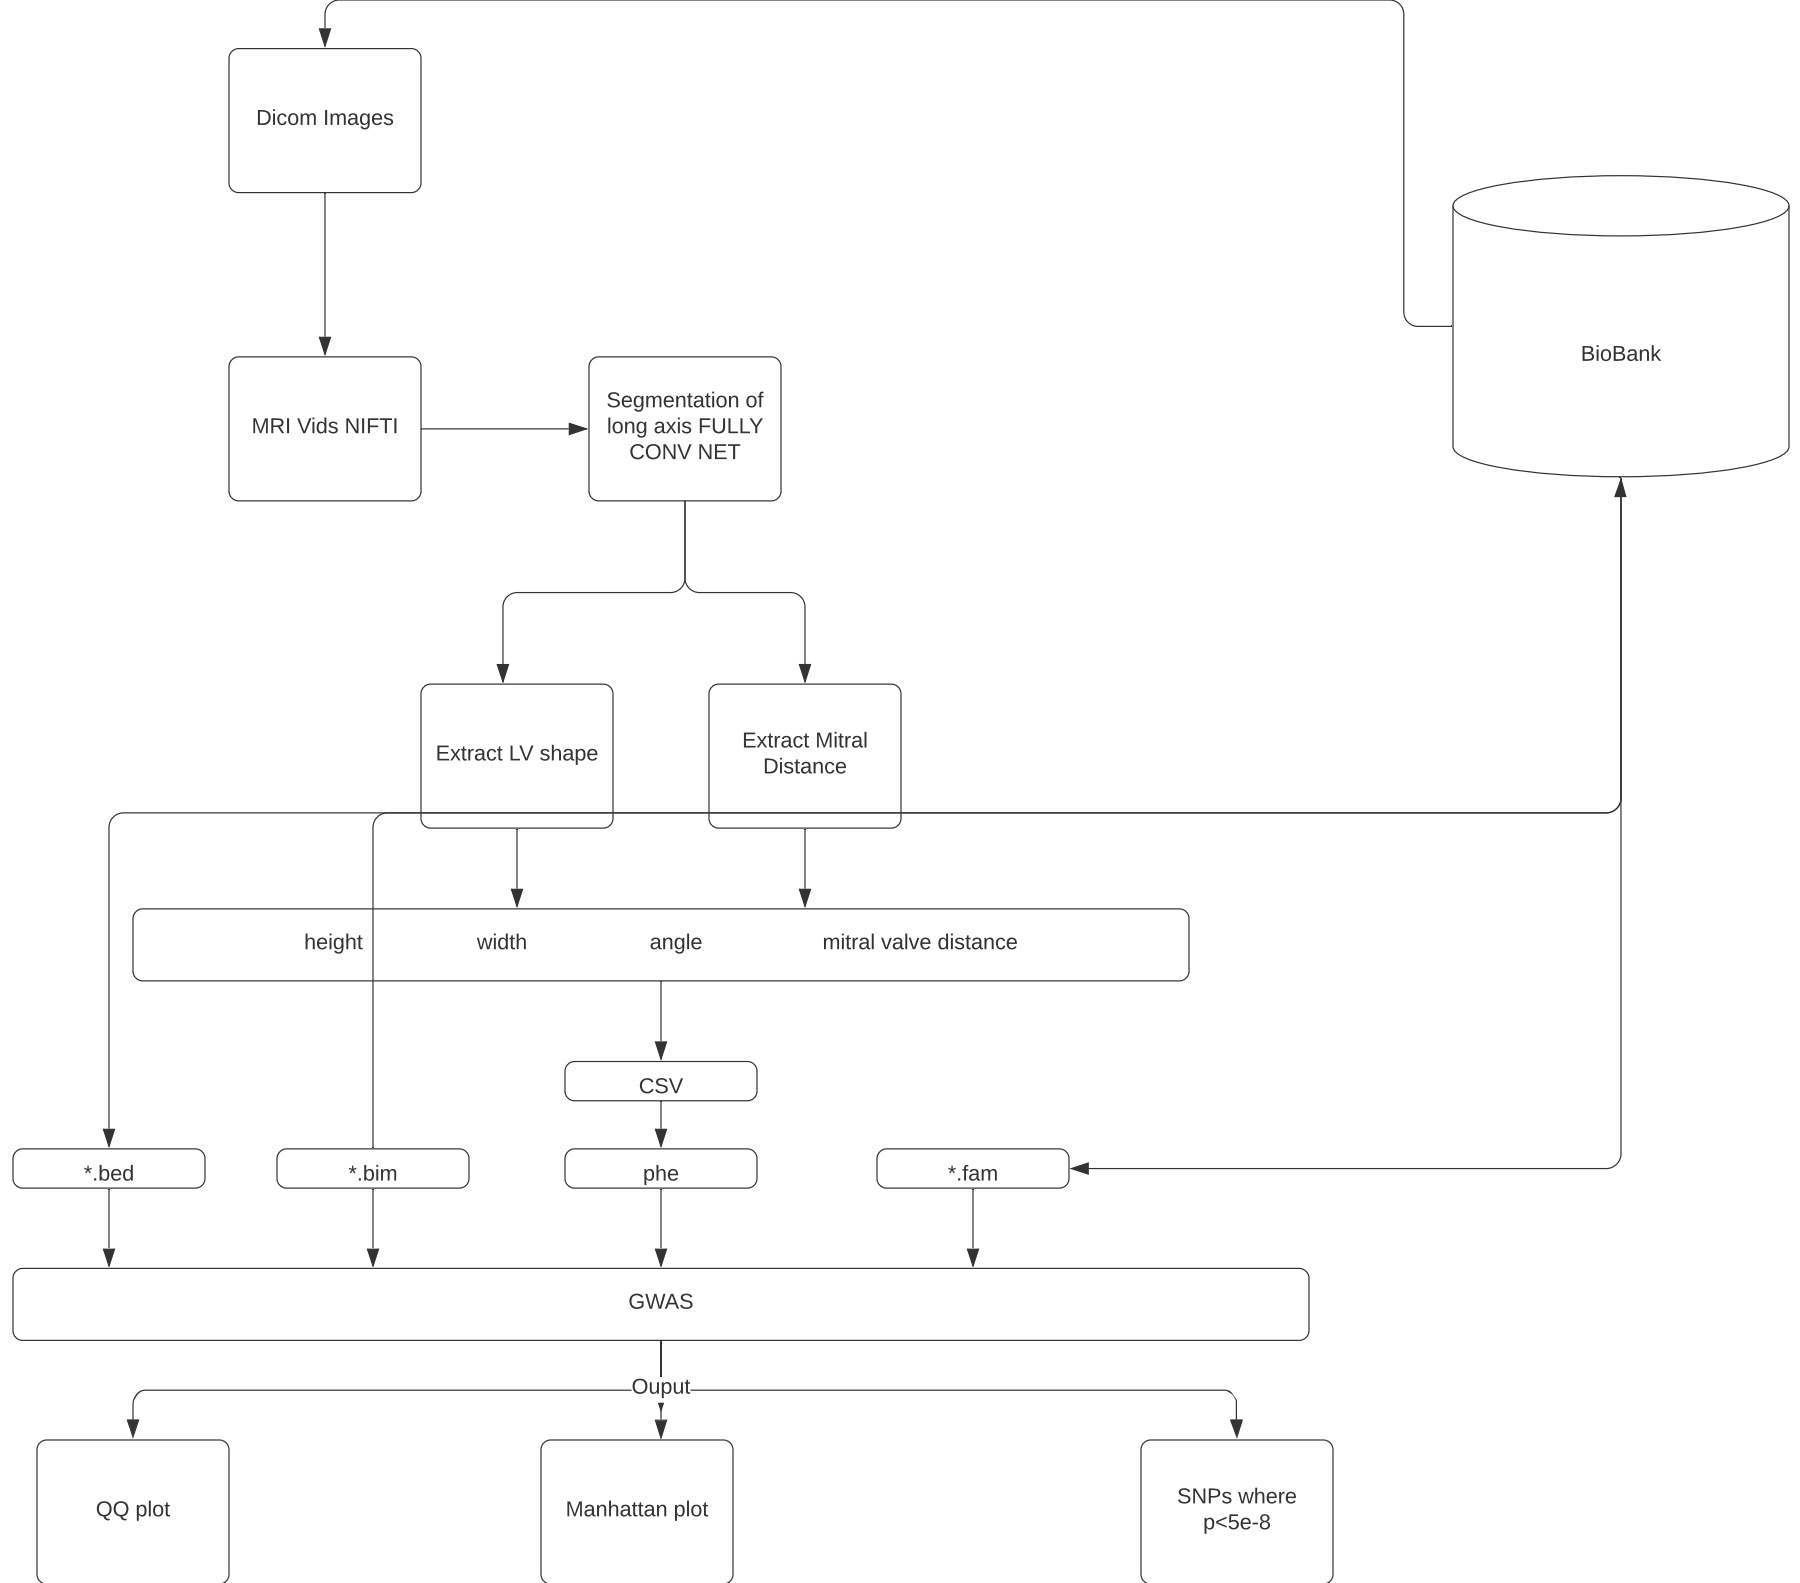 Dicom Images
BioBank
MRI Vids NIFTI
Segmentation of
long axis FULLY
CONV NET
Extract LV shape
Extract Mitral
Distance
height width angle mitral valve distance
CSV
*.bed
*.bim
phe
*.fam
GWAS
Ouput
QQ plot
Manhattan plot
SNPs where
p<5e-8